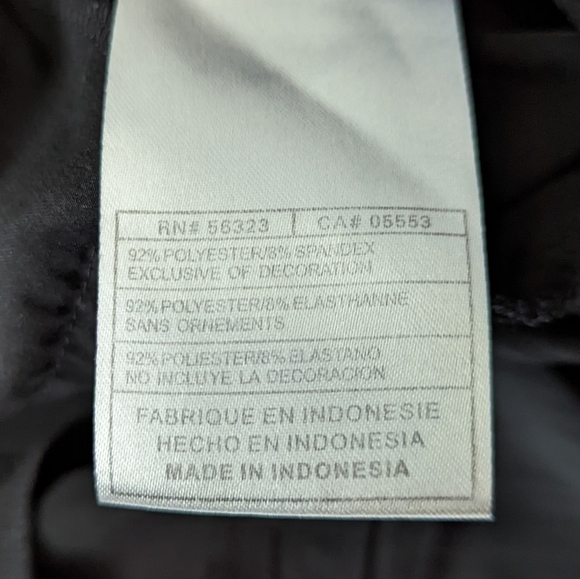 RN# 56323 | CA# 05553
92% POLYESTER/8% SPANDEX
EXCLUSIVE OF DECORATION
92% POLYESTER/8% ELASTHANNE
SANS ORNEMENTS
92% POLIESTER/8% ELASTANO
NO INCLUYE LA DECORACION
FABRIQUE EN INDONESIE
HECHO EN INDONESIA
MADE IN INDONESIA